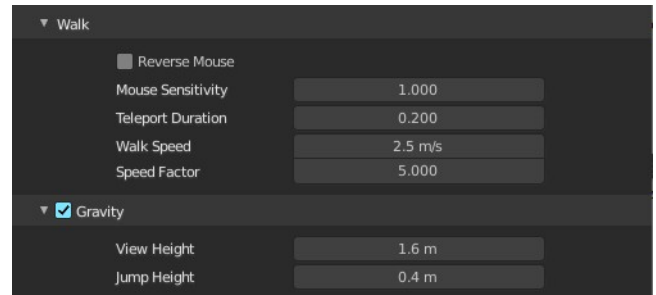 Walk
Reverse Mouse
Mouse Sensitivity 1.000
Teleport Duration 0.200
Walk Speed 2.5 m/s
Speed Factor 5.000
Gravity
View Height 1.6 m
Jump Height 0.4 m